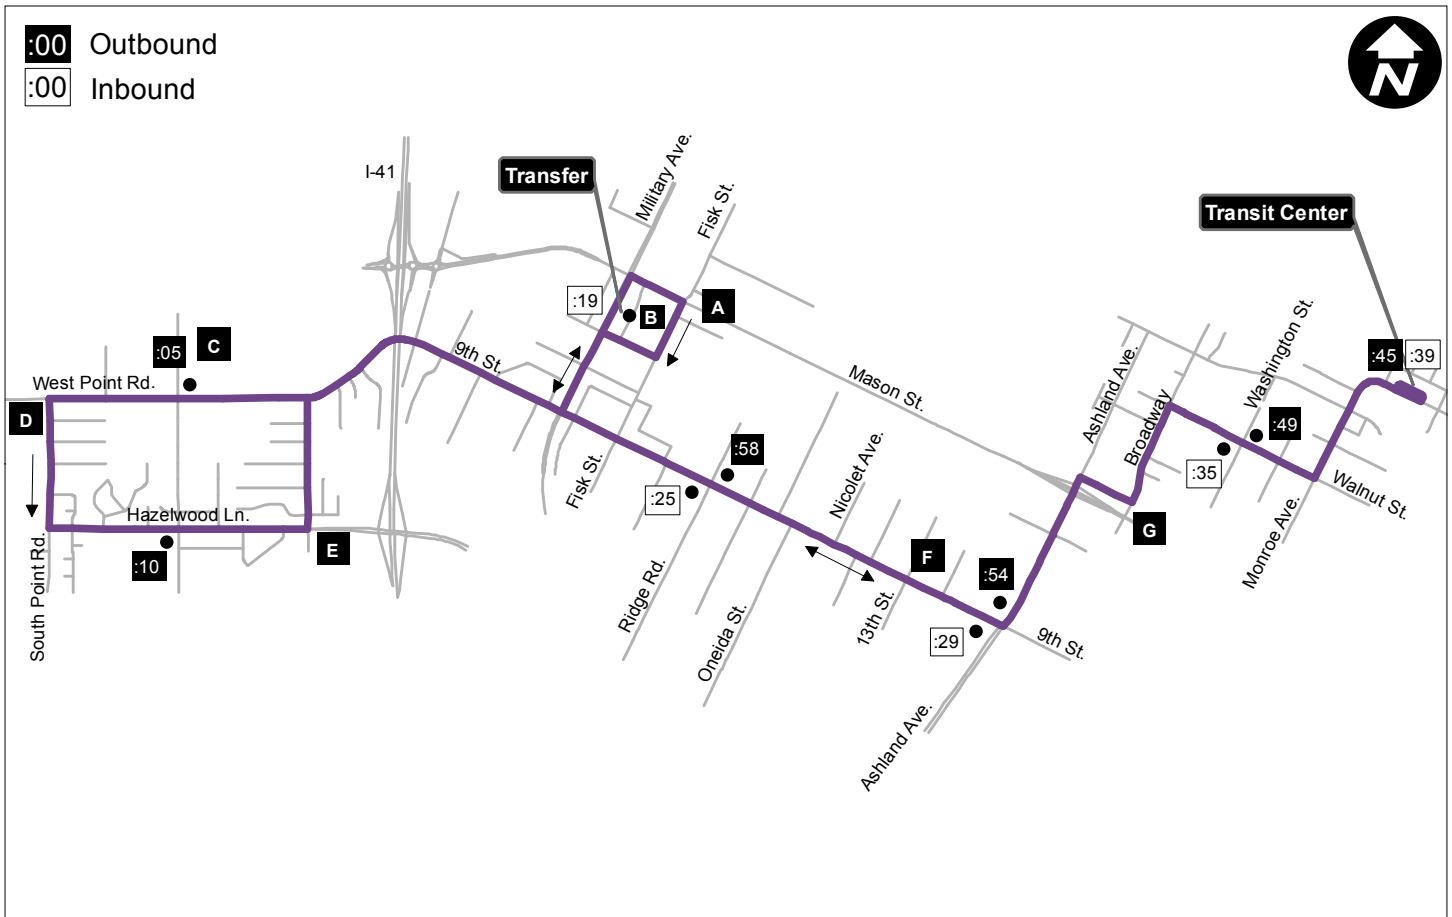 :00 Outbound
:00 Inbound
N
I-41
Transfer
Military Ave.
Fisk St.
Transit Center
:19
B
A
:05
C
9th St.
West Point Rd.
D
Mason St.
Ashland Ave.
Broadway
Washington St.
:45
:39
:49
:35
Walnut St.
Monroe Ave.
G
:58
:25
Fisk St.
Nicolet Ave.
Hazelwood Ln.
E
:10
South Point Rd.
F
:54
:29
Ridge Rd.
Oneida St.
13th St.
9th St.
Ashland Ave.